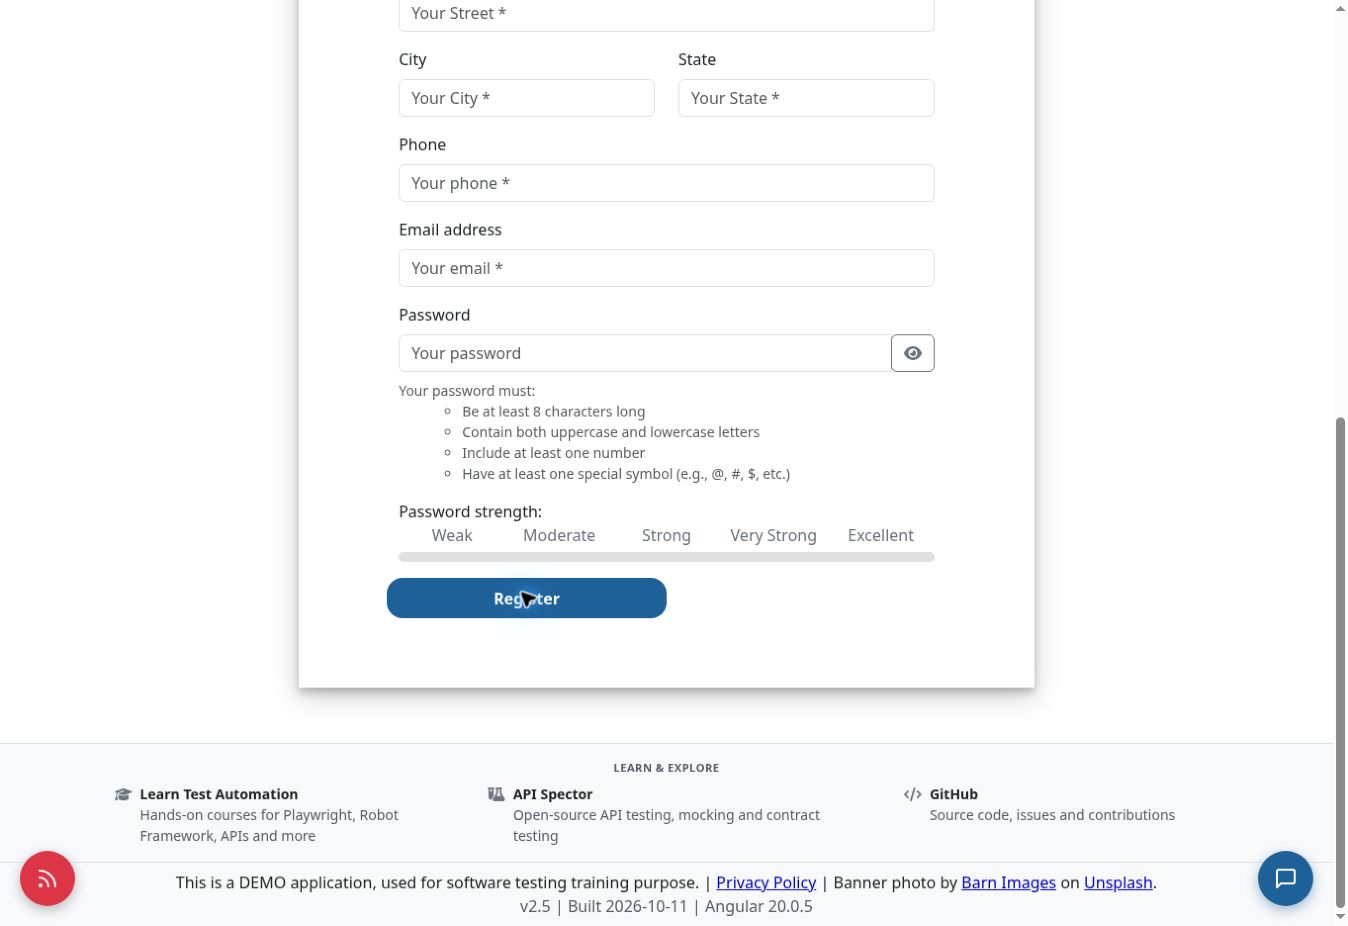 Your Street *
City
State
Your City *
Your State *
Phone
Your phone *
Email address
Your email *
Password
Your password
Your password must:
Be at least 8 characters long
Contain both uppercase and lowercase letters
Include at least one number
Have at least one special symbol (e.g., @, #, $, etc.)
Password strength:
Weak
Moderate
Strong
Very Strong
Excellent
LEARN & EXPLORE
Learn Test Automation
Hands-on courses for Playwright, Robot
Framework, APIs and more
API Spector
Open-source API testing, mocking and contract
testing
GitHub
Source code, issues and contributions
This is a DEMO application, used for software testing training purpose. | Privacy Policy | Banner photo by Barn Images on Unsplash.
v2.5 | Built 2026-10-11 | Angular 20.0.5